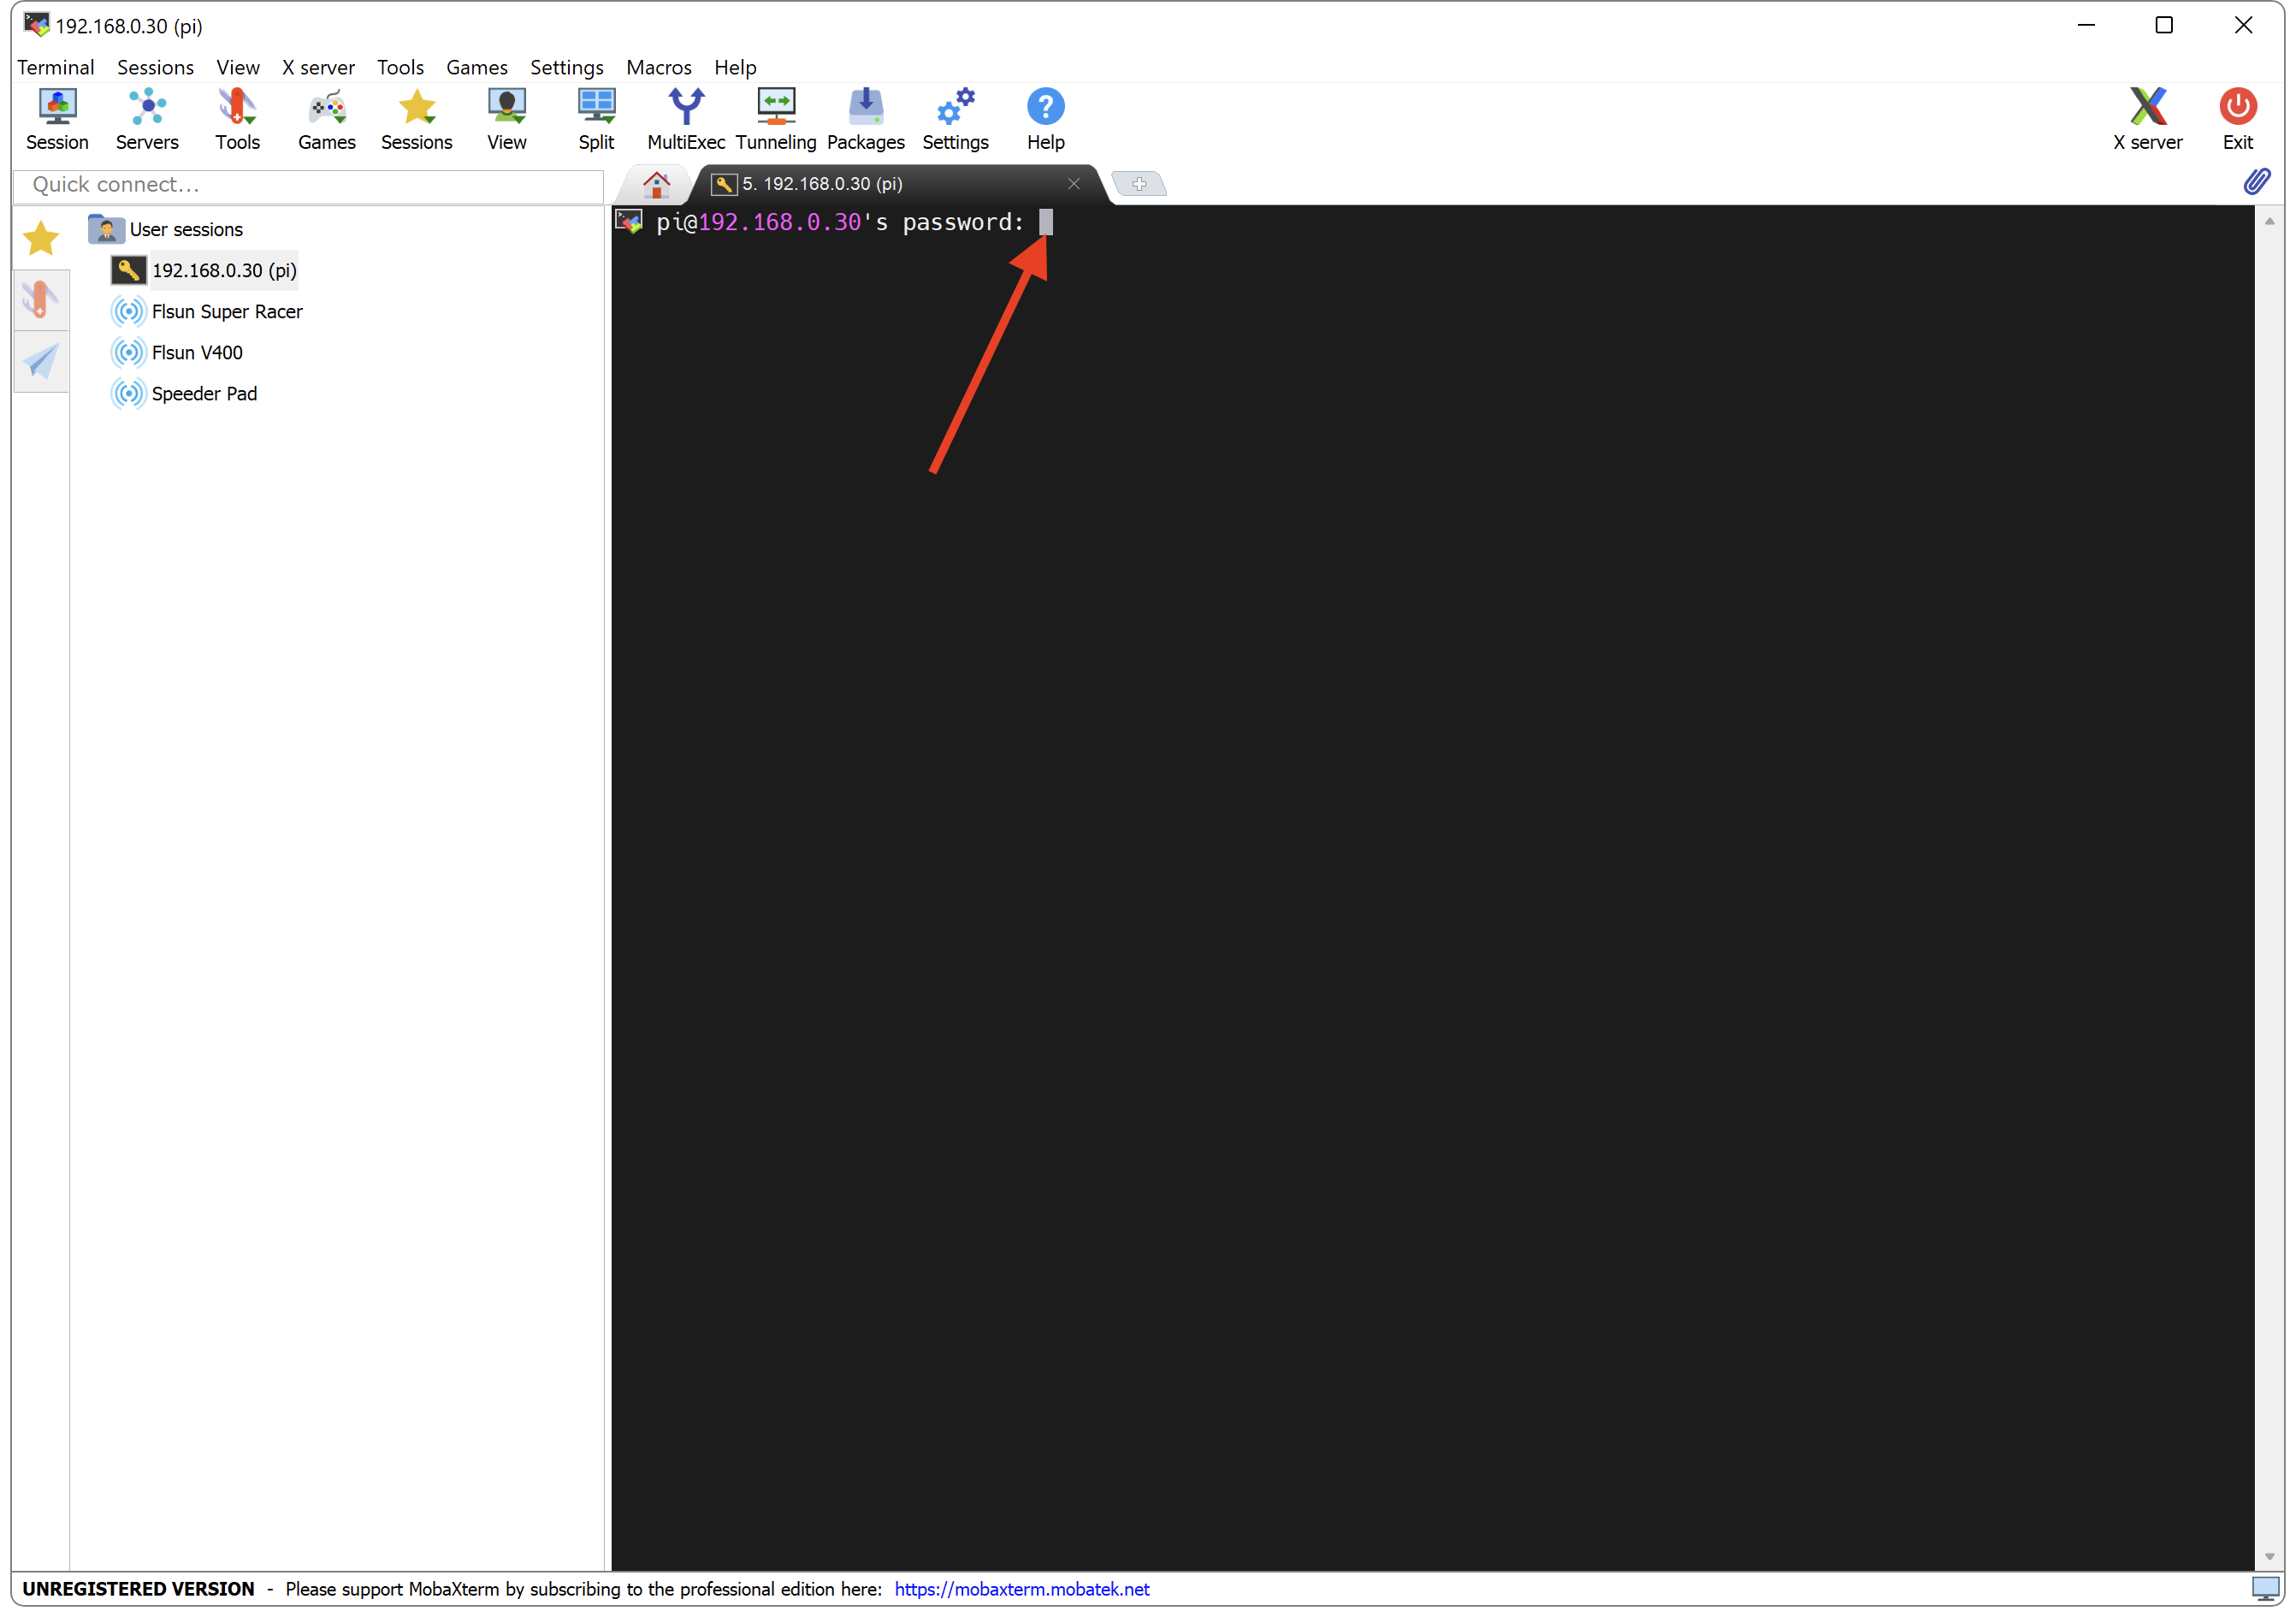 192.168.0.30 (pi)
Terminal Sessions View X server Tools Games Settings Macros Help
Session Servers Tools Games Sessions View Split MultiExec Tunneling Packages Settings Help X server Exit
Quick connect...
5. 192.168.0.30 (pi)
User sessions
192.168.0.30 (pi)
Flsun Super Racer
Flsun V400
Speeder Pad
pi@192.168.0.30's password:
UNREGISTERED VERSION - Please support MobaXterm by subscribing to the professional edition here: https://mobaxterm.mobatek.net